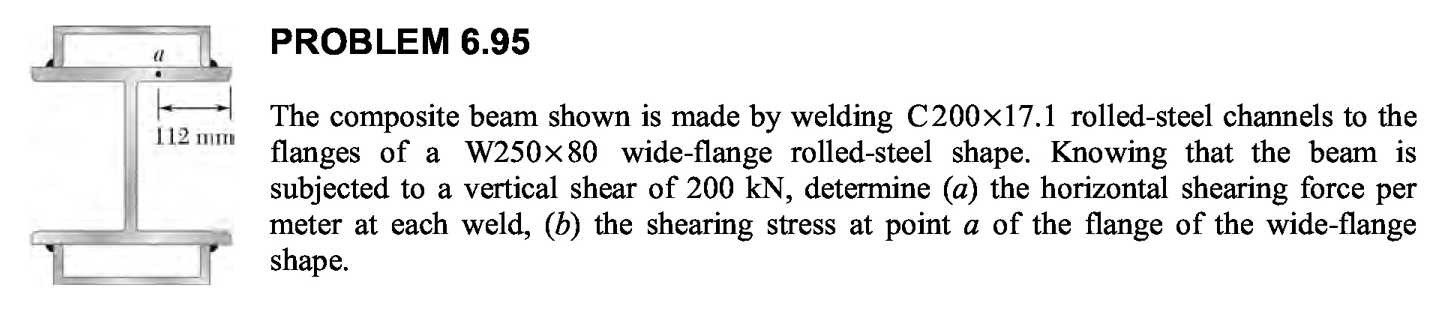 PROBLEM 6.95
a
112 mm
The composite beam shown is made by welding C200×17.1 rolled-steel channels to the
flanges of a W250×80 wide-flange rolled-steel shape. Knowing that the beam is
subjected to a vertical shear of 200 kN, determine (a) the horizontal shearing force per
meter at each weld, (b) the shearing stress at point a of the flange of the wide-flange
shape.